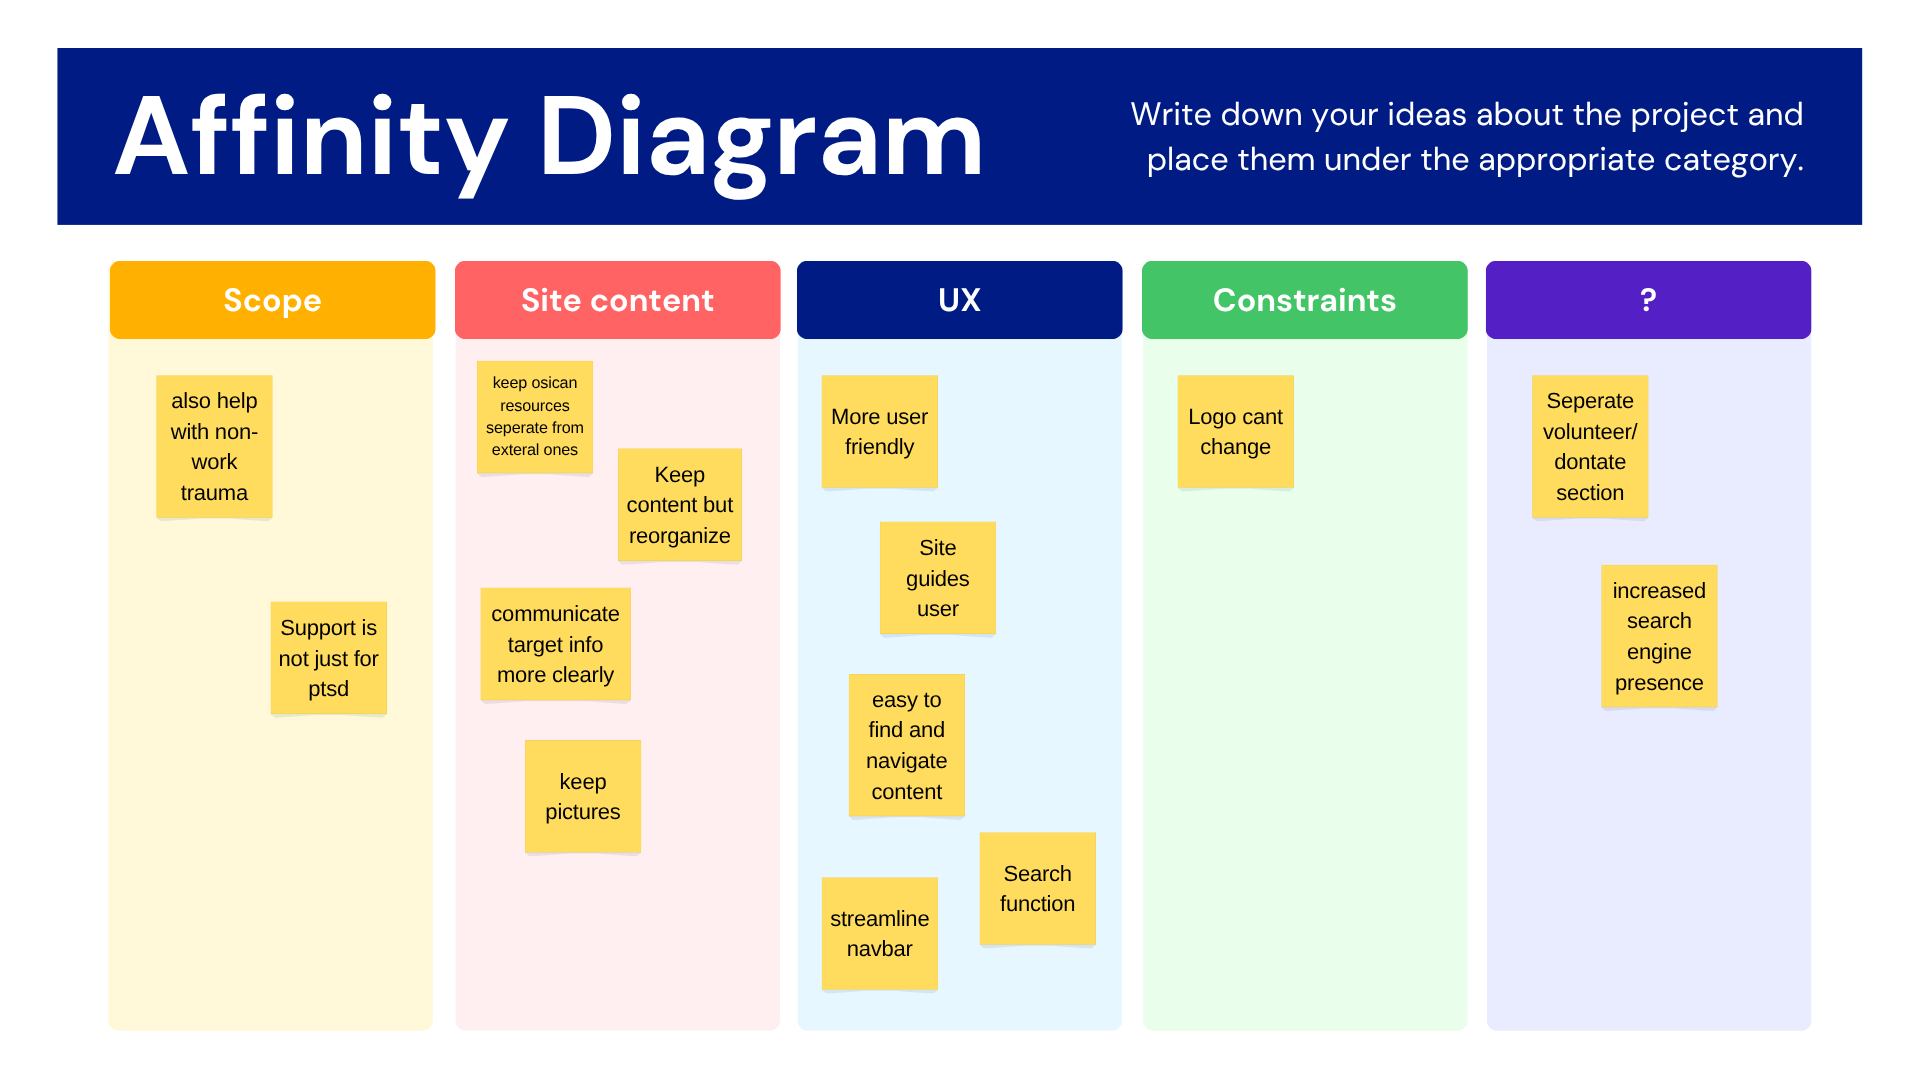 Affinity Diagram
Write down your ideas about the project and
place them under the appropriate category.
Scope
also help
with non-
work
trauma
Support is
not just for
ptsd
Site content
keep osican
resources
seperate from
exteral ones
Keep
content but
reorganize
communicate
target info
more clearly
keep
pictures
UX
More user
friendly
Site
guides
user
easy to
find and
navigate
content
Search
function
streamline
navbar
Constraints
Logo cant
change
?
Seperate
volunteer/
dontate
section
increased
search
engine
presence